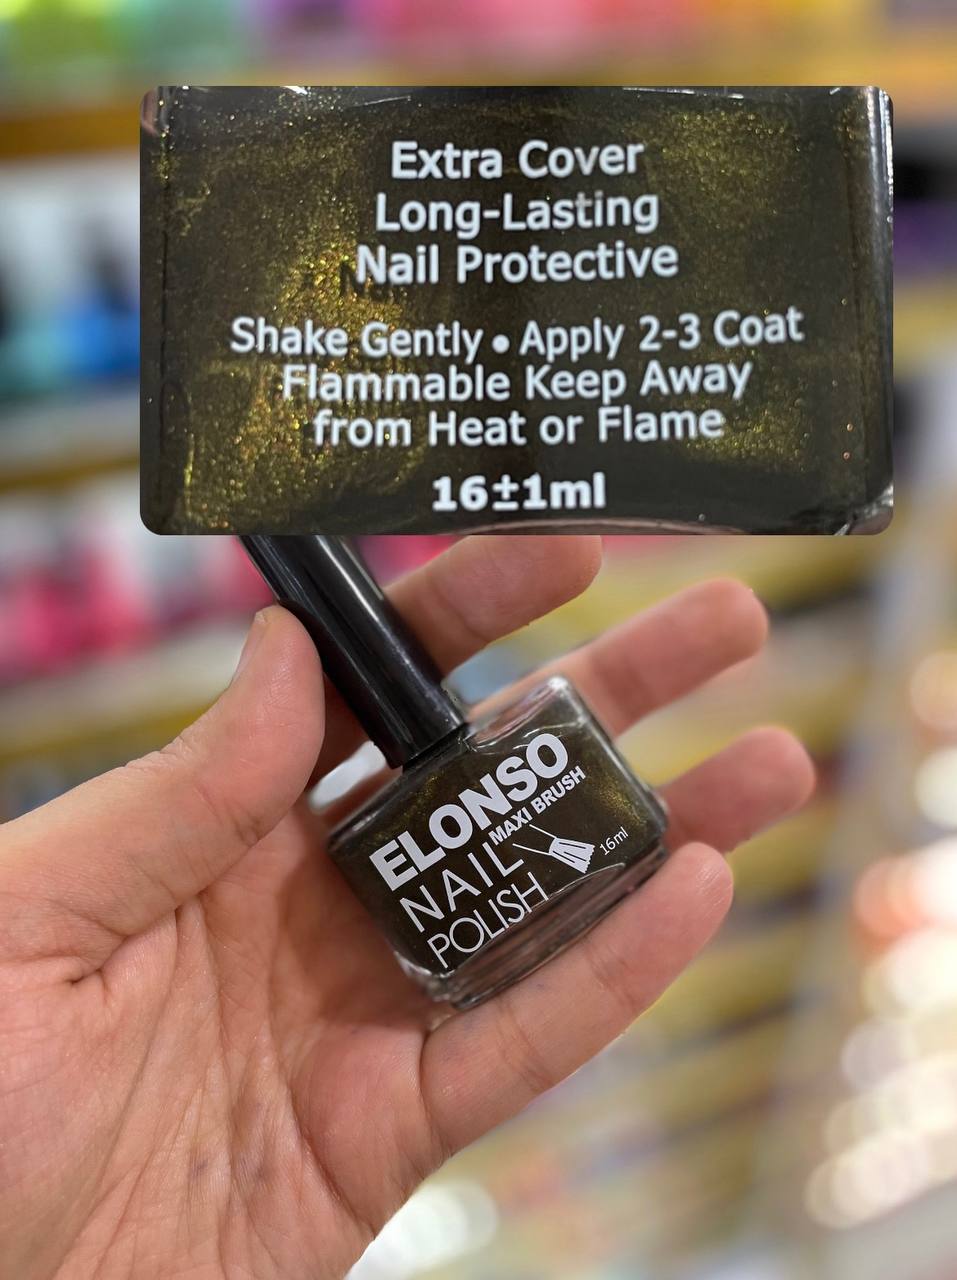 Extra Cover
Long-Lasting
Nail Protective
Shake Gently • Apply 2-3 Coat
Flammable Keep Away
from Heat or Flame
16±1ml
ELONSO
MAXI BRUSH
NAIL
POLISH
16ml